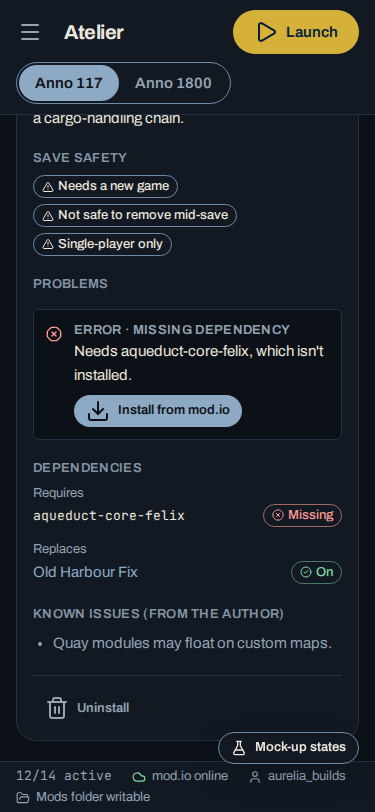 Atelier
Launch
Anno 117
Anno 1800
a cargo-handling chain.
SAVE SAFETY
Needs a new game
Not safe to remove mid-save
Single-player only
PROBLEMS
ERROR · MISSING DEPENDENCY
Needs aqueduct-core-felix, which isn't
installed.
Install from mod.io
DEPENDENCIES
Requires
aqueduct-core-felix
Missing
Replaces
Old Harbour Fix
On
KNOWN ISSUES (FROM THE AUTHOR)
• Quay modules may float on custom maps.
Uninstall
Mock-up states
12/14 active
mod.io online
aurelia_builds
Mods folder writable